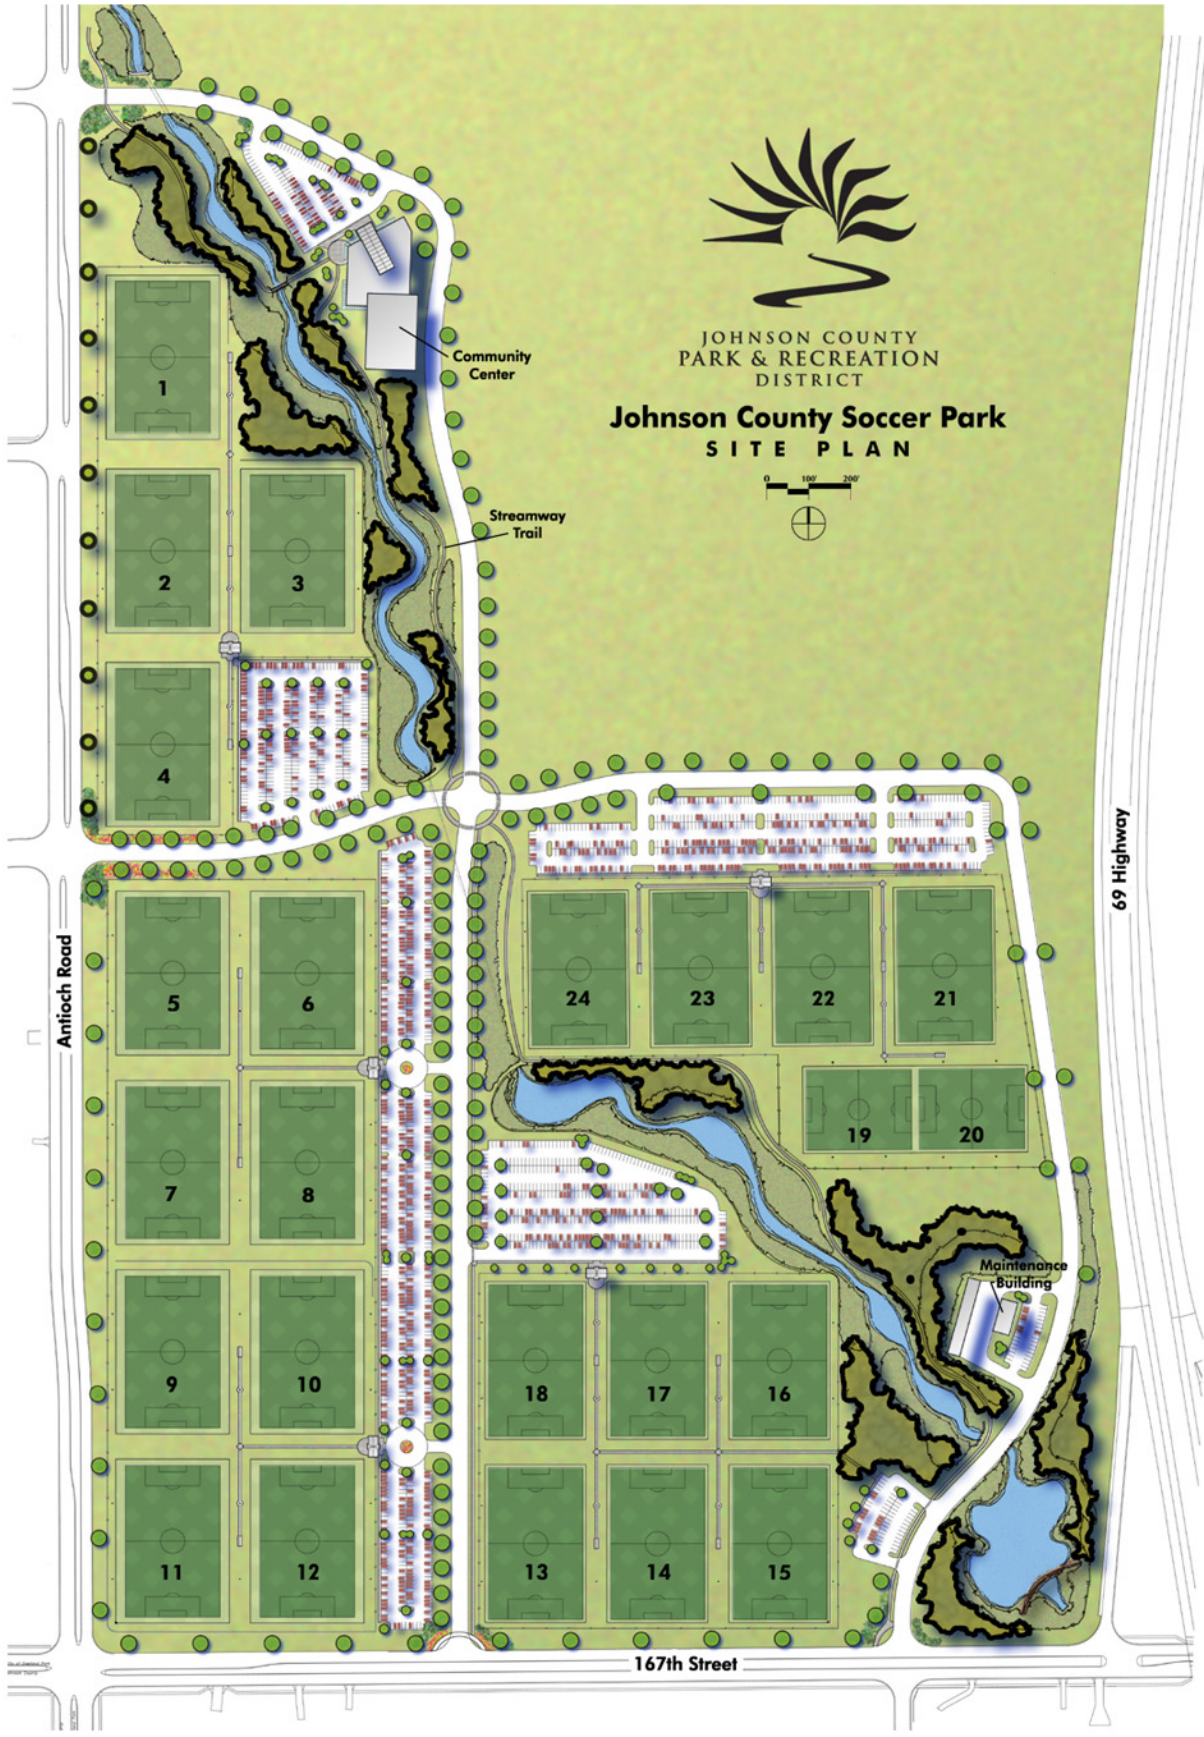 JOHNSON COUNTY
PARK & RECREATION
DISTRICT
Johnson County Soccer Park
SITE PLAN
0 100' 200'
Community
Center
Streamway
Trail
1
2
3
4
69 Highway
Antioch Road
5
6
24
23
22
21
7
8
19
20
Maintenance
Building
9
10
18
17
16
11
12
13
14
15
167th Street